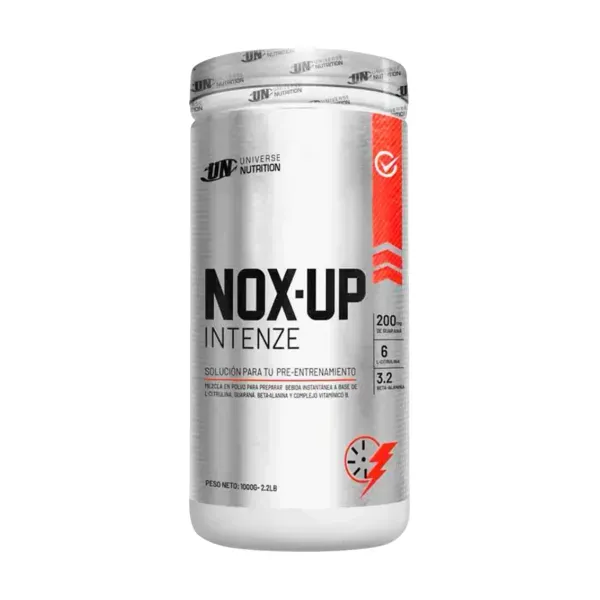 UN UNIVERSE NUTRITION
UN
UN UNIVERSE
NUTRITION
NOX·UP
INTENZE
SOLUCIÓN PARA TU PRE-ENTRENAMIENTO
MEZCLA EN POLVO PARA PREPARAR BEBIDA INSTANTÁNEA A BASE DE
L-CITRULINA, GUARANÁ, BETA-ALANINA Y COMPLEJO VITAMÍNICO B.
200mg
DE GUARANÁ
6
L-CITRULINA
3.2
BETA-ALANINA
PESO NETO: 1000G-2.2LB